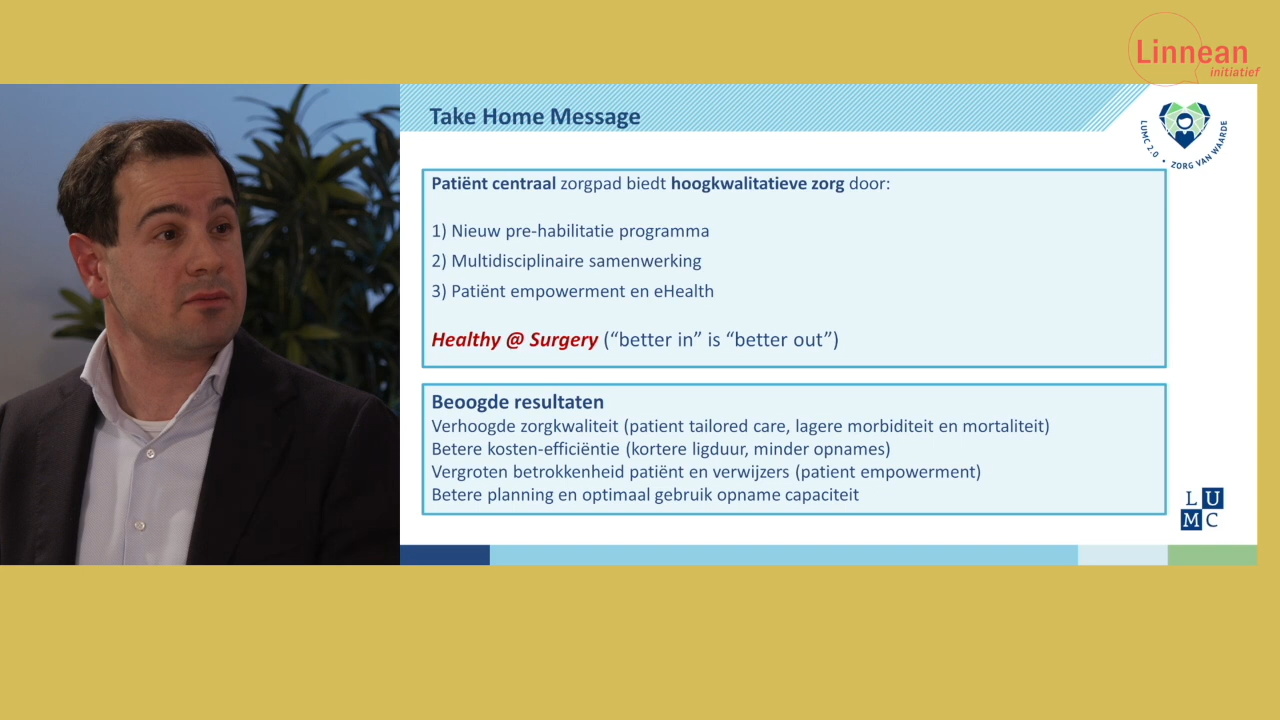 Linnean
initiatief
Take Home Message
LUMC 2.0 • ZORG VAN WAARDE
Patiënt centraal zorgpad biedt hoogkwalitatieve zorg door:
1) Nieuw pre-habilitatie programma
2) Multidisciplinaire samenwerking
3) Patiënt empowerment en eHealth
Healthy @ Surgery (“better in” is “better out”)
Beoogde resultaten
Verhoogde zorgkwaliteit (patient tailored care, lagere morbiditeit en mortaliteit)
Betere kosten-efficiëntie (kortere ligduur, minder opnames)
Vergroten betrokkenheid patiënt en verwijzers (patient empowerment)
Betere planning en optimaal gebruik opname capaciteit
L U
M C